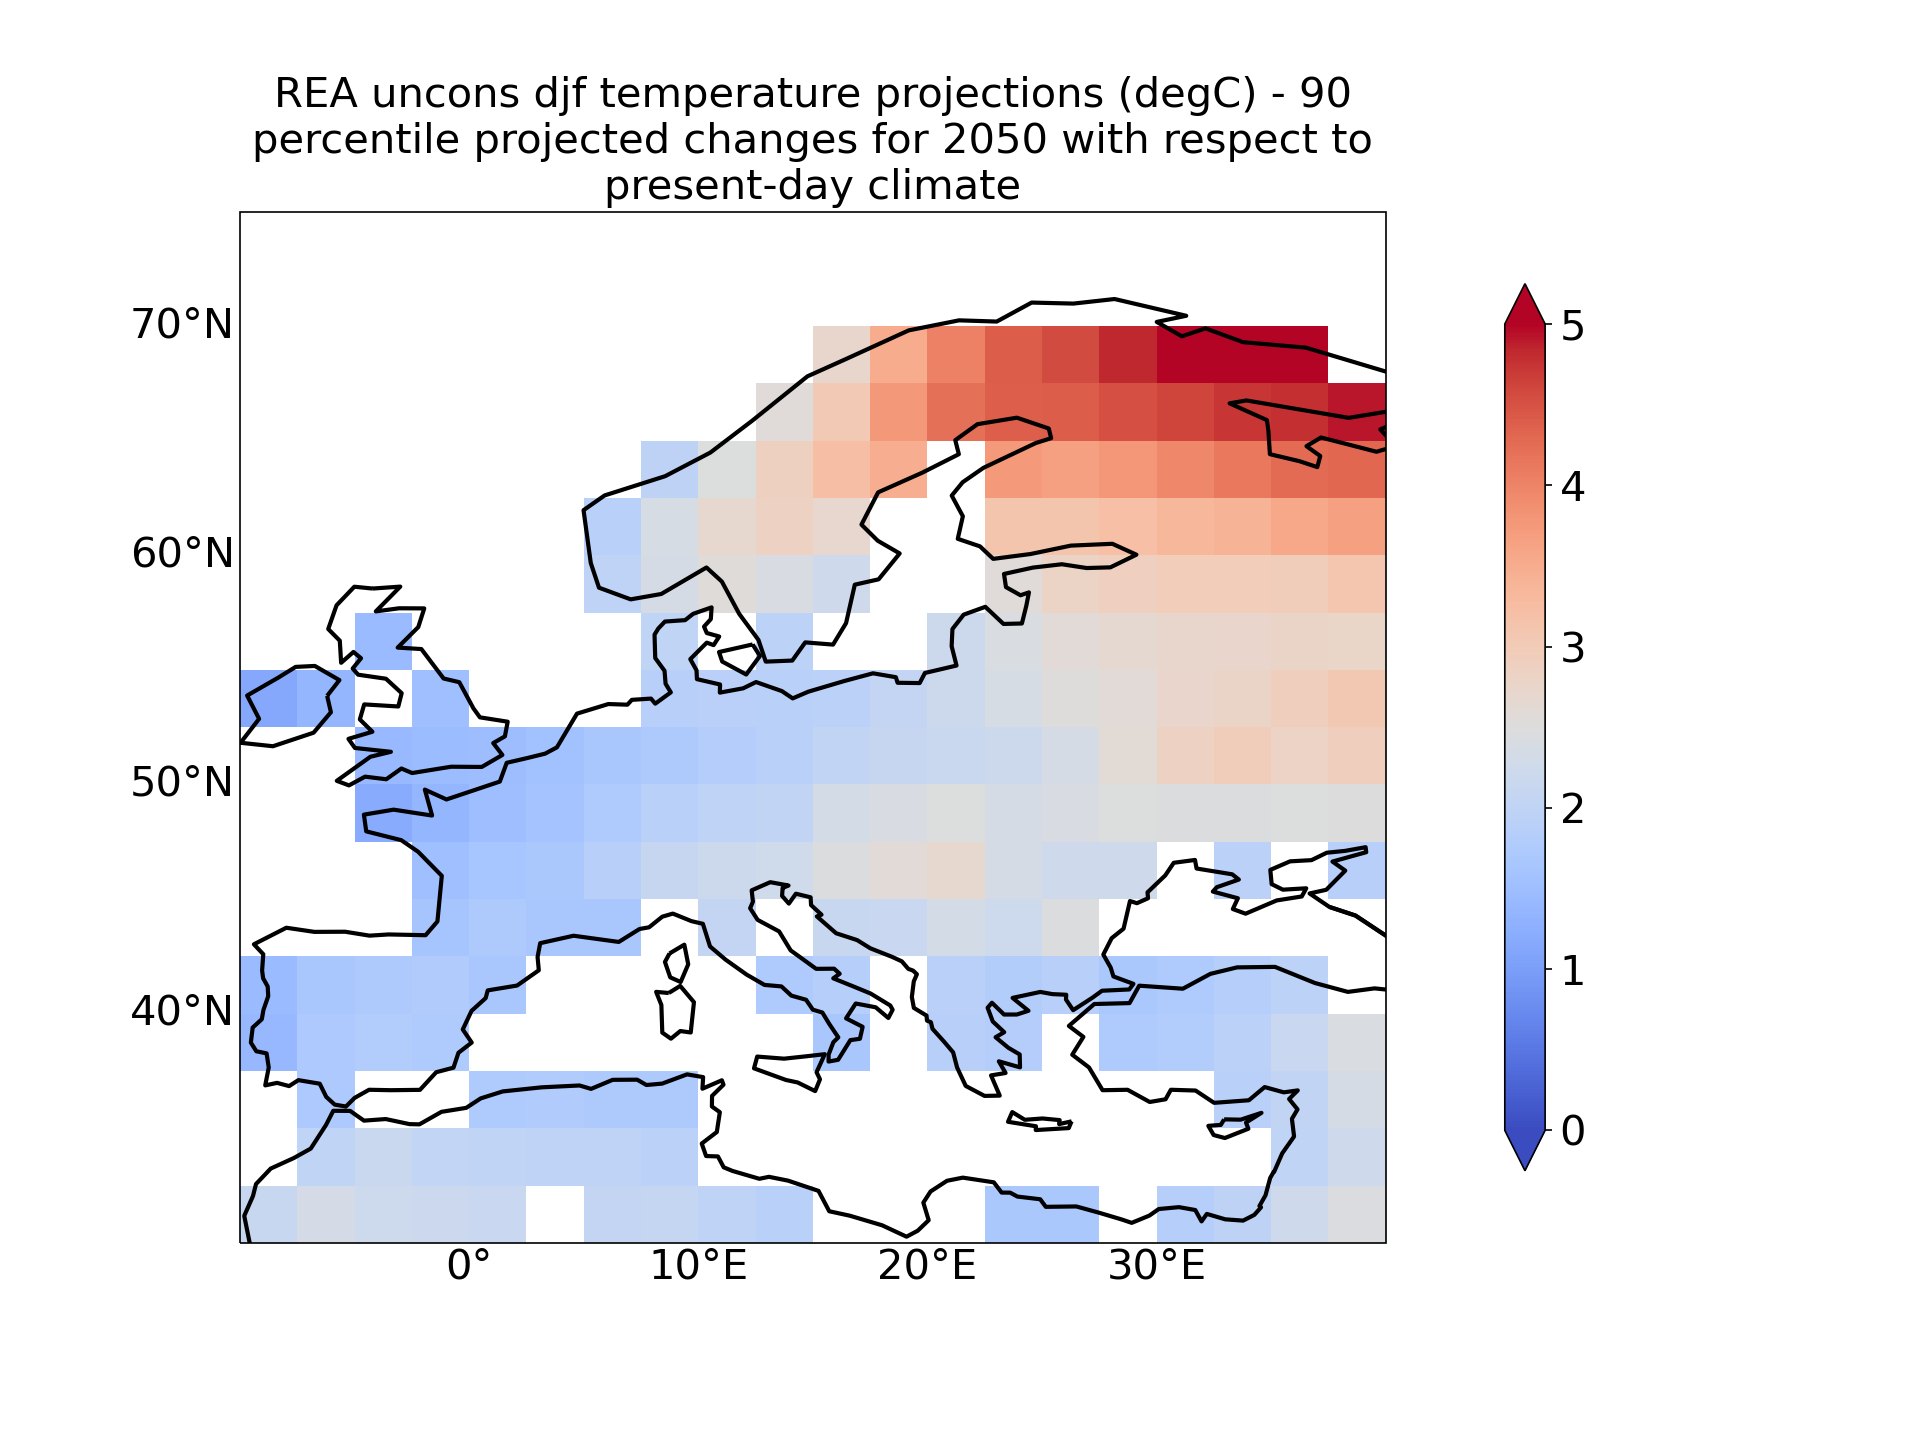 REA uncons djf temperature projections (degC) - 90
percentile projected changes for 2050 with respect to
present-day climate
70°N
60°N
50°N
40°N
0°
10°E
20°E
30°E
5
4
3
2
1
0